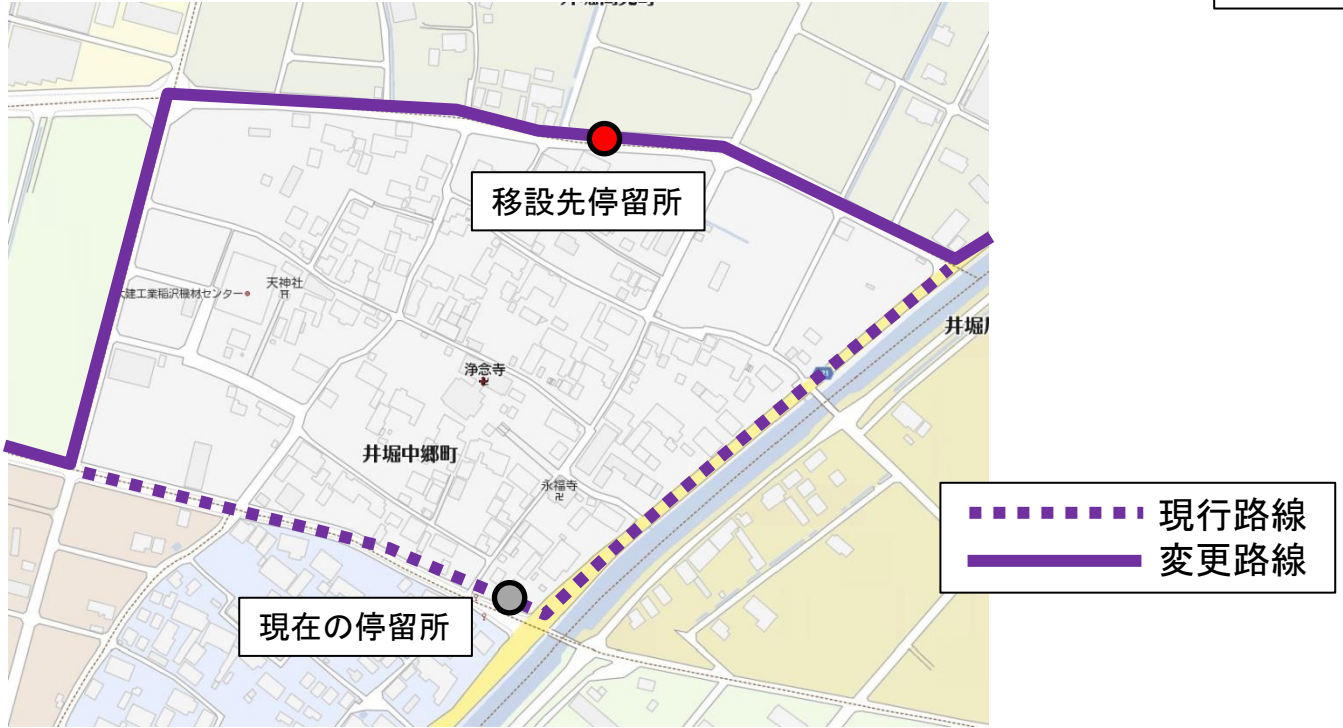 移設先停留所
天神社
建工業稲沢機材センター
浄念寺
井堀中郷町
永福寺
現在の停留所
現行路線
変更路線